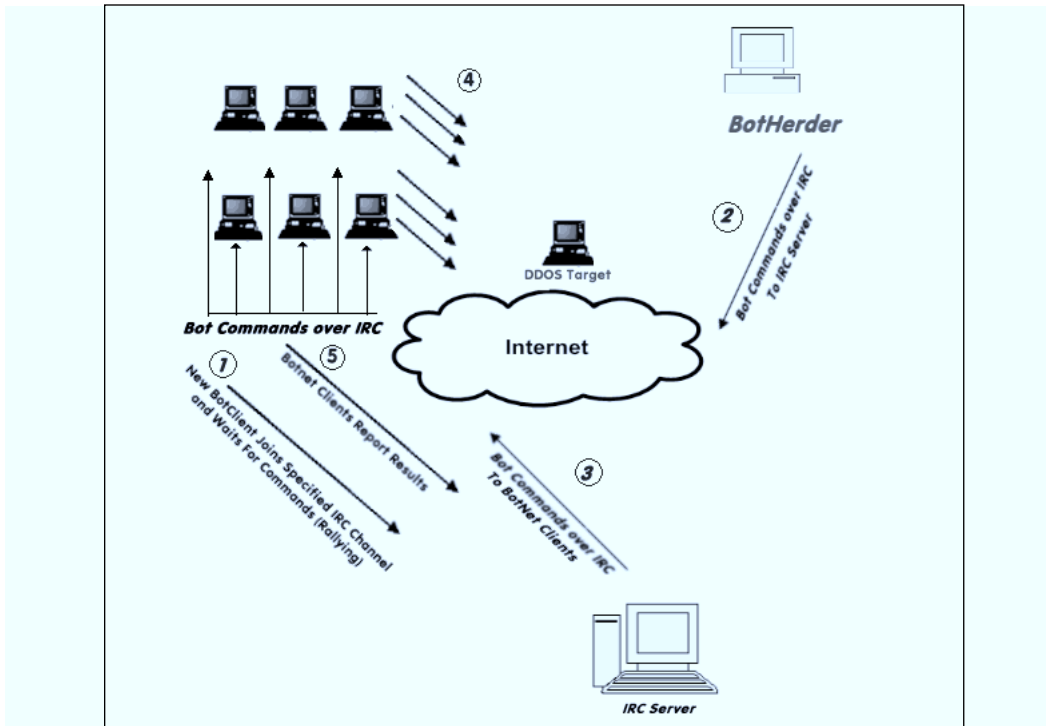 4
BotHerder
2
Bot Commands over IRC
To IRC Server
DDOS Target
Internet
Bot Commands over IRC
1
New BotClient Joins Specified IRC Channel
and Waits For Commands (Rallying)
5
Botnet Clients Report Results
3
Bot Commands over IRC
To BotNet Clients
IRC Server